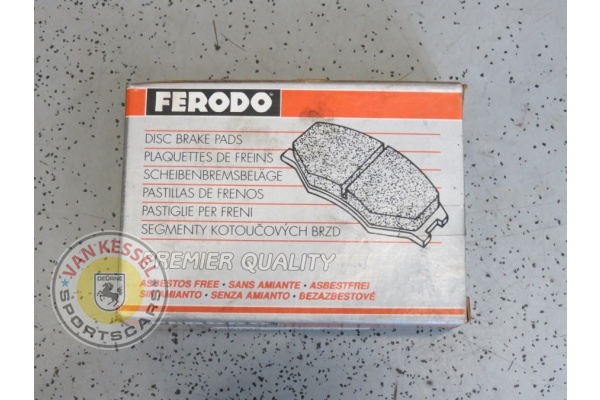 FERODO
DISC BRAKE PADS
PLAQUETTES DE FREINS
SCHEIBENBREMSBELÄGE
PASTILLAS DE FRENOS
PASTIGLIE PER FRENI
SEGMENTY KOTOUČOVÝCH BRZD
PREMIER QUALITY
ASBESTOS FREE · SANS AMIANTE · ASBESTFREI
SIN AMIANTO · SENZA AMIANTO · BEZAZBESTOVÉ
VAN KESSEL
DEURNE
SPORTSCARS